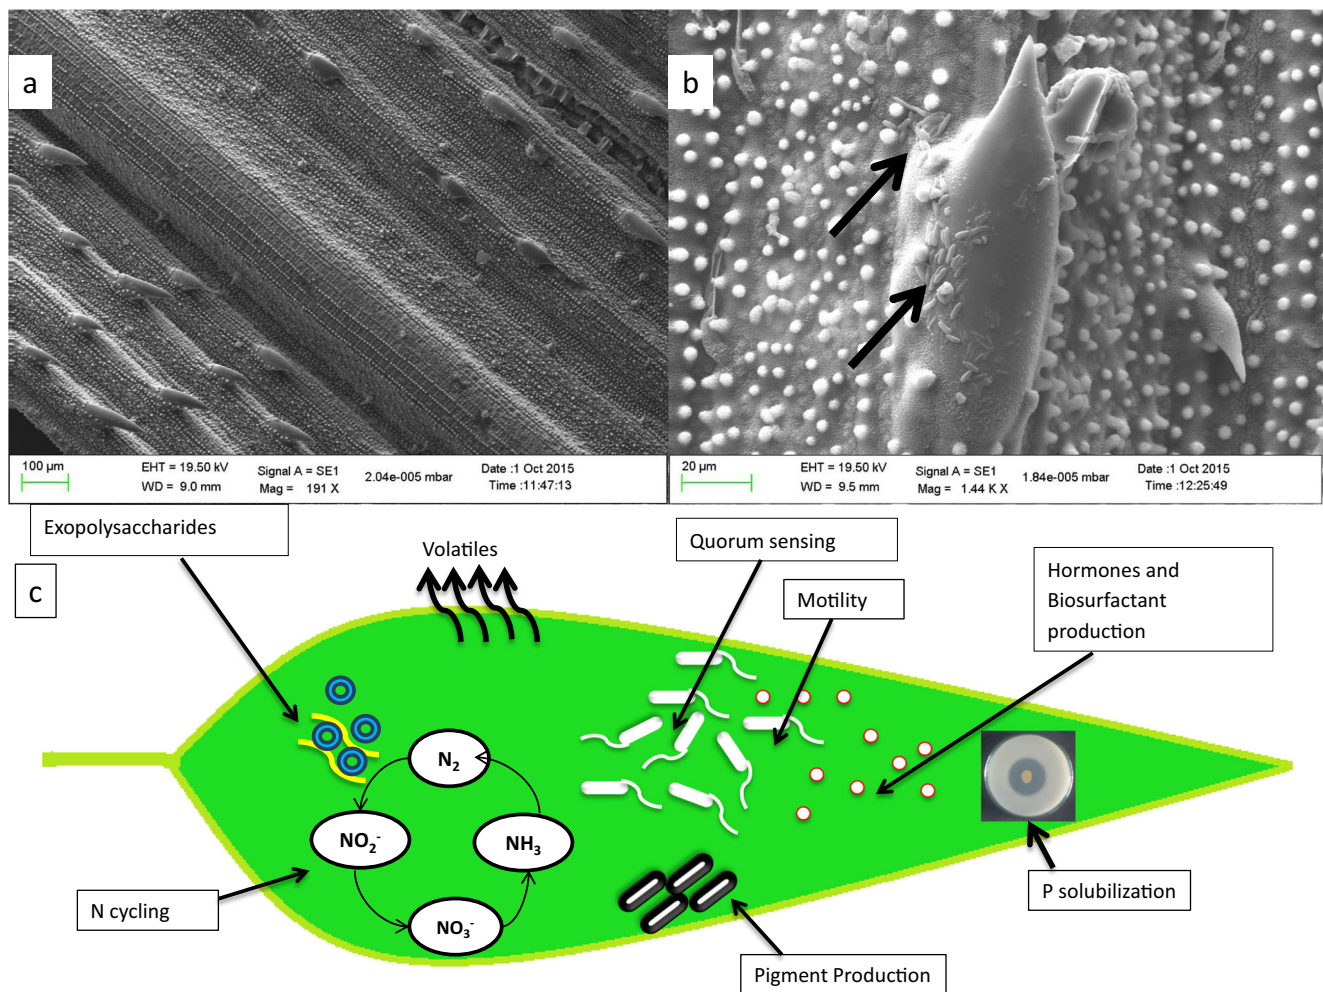 a
b
100 µm
EHT = 19.50 kV
WD = 9.0 mm
Signal A = SE1
Mag = 191 X
2.04e-005 mbar
Date :1 Oct 2015
Time :11:47:13
20 µm
EHT = 19.50 kV
WD = 9.5 mm
Signal A = SE1
Mag = 1.44 K X
1.84e-005 mbar
Date :1 Oct 2015
Time :12:25:49
c
Exopolysaccharides
Volatiles
Quorum sensing
Motility
Hormones and
Biosurfactant
production
N₂
NO₂⁻
NH₃
NO₃⁻
N cycling
P solubilization
Pigment Production